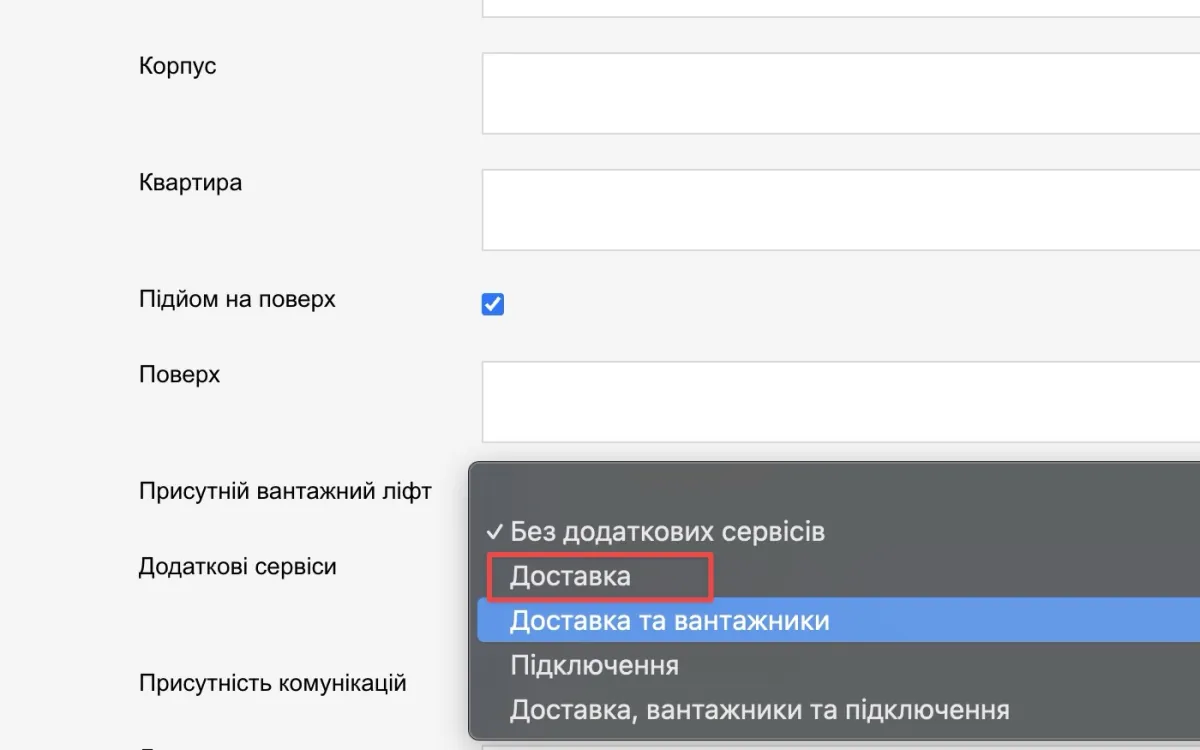 Корпус
Квартира
Підйом на поверх
Поверх
Присутній вантажний ліфт
Без додаткових сервісів
Додаткові сервіси
Доставка
Доставка та вантажники
Підключення
Присутність комунікацій
Доставка, вантажники та підключення